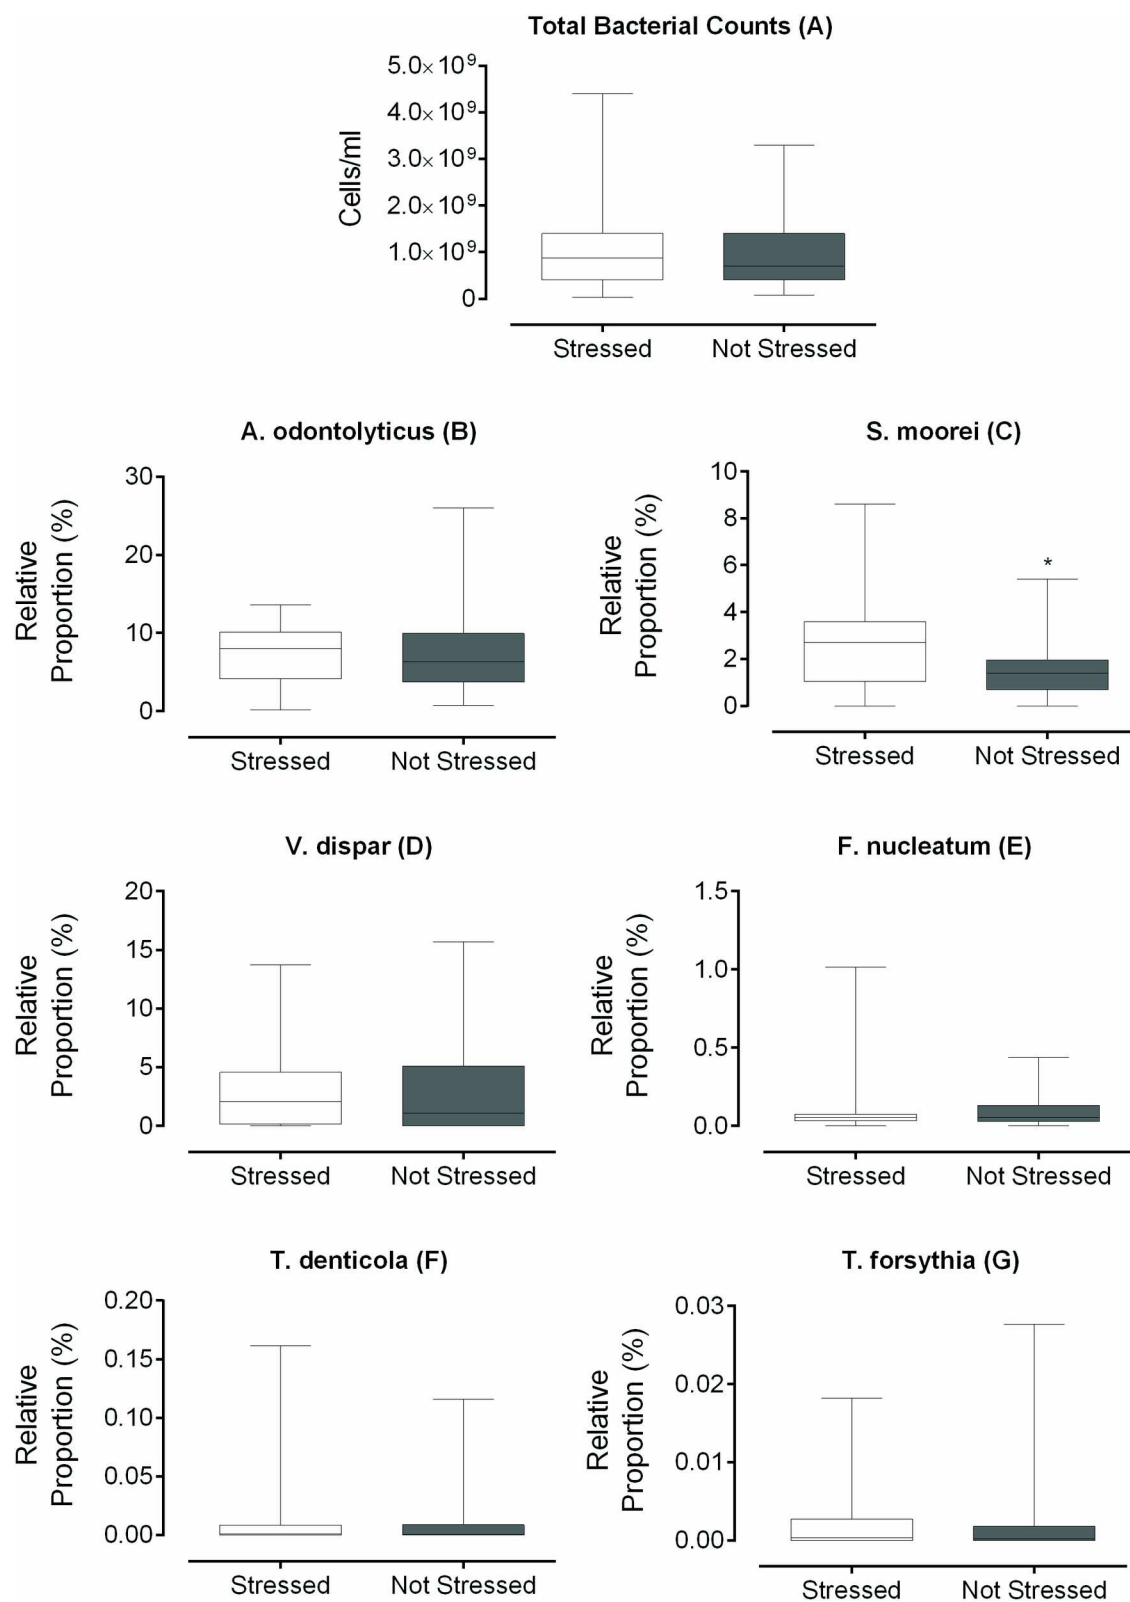 Total Bacterial Counts (A)
Cells/ml
5.0×10⁹
4.0×10⁹
3.0×10⁹
2.0×10⁹
1.0×10⁹
0
Stressed
Not Stressed
A. odontolyticus (B)
Relative
Proportion (%)
30
20
10
0
Stressed
Not Stressed
S. moorei (C)
Relative
Proportion (%)
10
8
6
4
2
0
*
Stressed
Not Stressed
V. dispar (D)
Relative
Proportion (%)
20
15
10
5
0
Stressed
Not Stressed
F. nucleatum (E)
Relative
Proportion (%)
1.5
1.0
0.5
0.0
Stressed
Not Stressed
T. denticola (F)
Relative
Proportion (%)
0.20
0.15
0.10
0.05
0.00
Stressed
Not Stressed
T. forsythia (G)
Relative
Proportion (%)
0.03
0.02
0.01
0.00
Stressed
Not Stressed